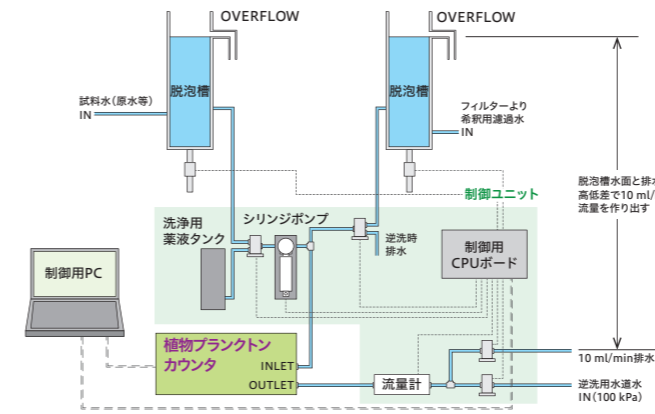 OVERFLOW
OVERFLOW
脱泡槽
脱泡槽
試料水(原水等)
IN
フィルターより
希釈用濾過水
IN
脱泡槽水面と排水
高低差で10 ml/
流量を作り出す
制御ユニット
洗浄用
薬液タンク
シリンジポンプ
逆洗時
排水
制御用
CPUボード
制御用PC
植物プランクトン
カウンタ
INLET
OUTLET
流量計
10 ml/min排水
逆洗用水道水
IN(100 kPa)